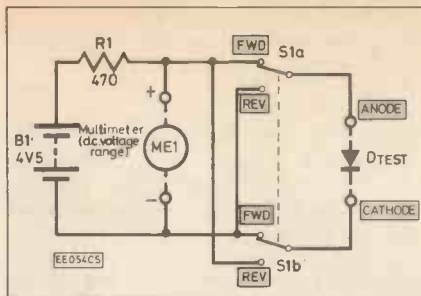 R1
470
FWD
S1a
REV
ANODE
+
B1
4V5
Multimeter
(d.c. voltage
range)
ME1
DTEST
-
FWD
CATHODE
EE054CS
REV
S1b